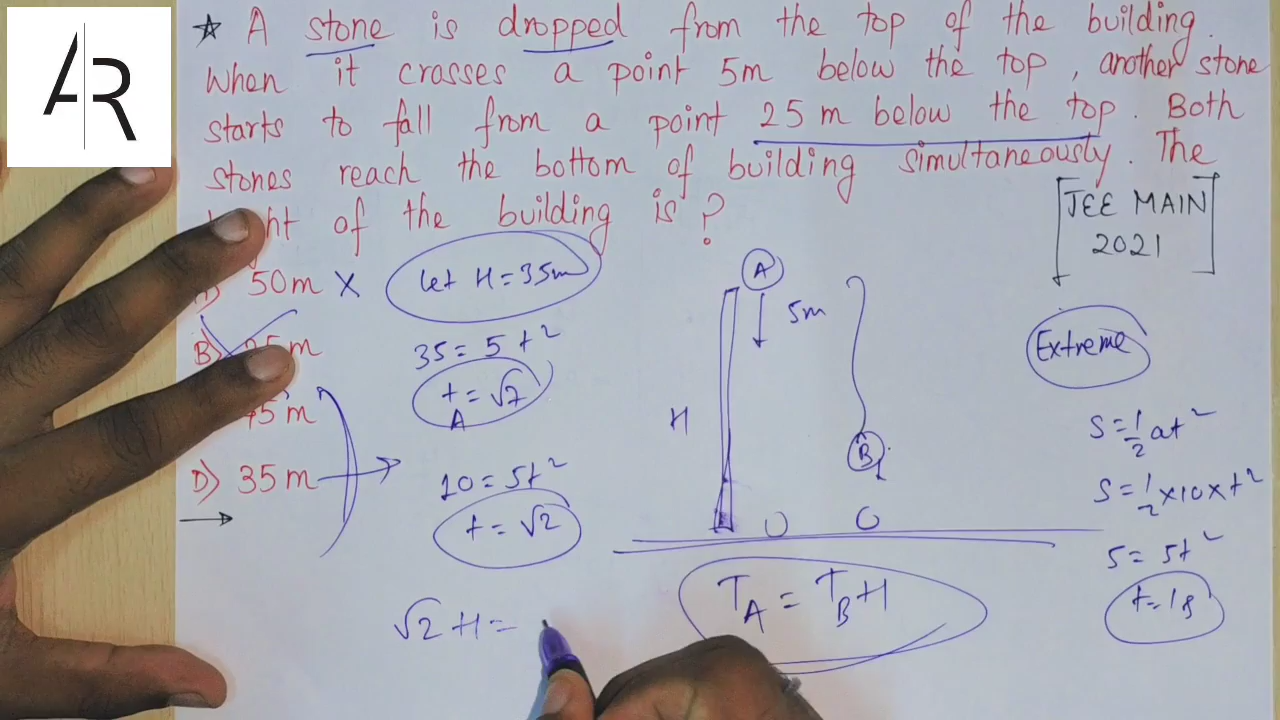 AR
★ A stone is dropped from the top of the building.
When it crosses a point 5m below the top, another stone
starts to fall from a point 25 m below the top. Both
stones reach the bottom of building simultaneously. The
of the building is?
[JEE MAIN 2021]
50m X
B) m
45 m
D) 35m
let H = 35m
35 = 5t²
t_A = √7
10 = 5t²
t = √2
√2 + 1 =
A
5m
H
B
T_A = T_B + 1
Extreme
S = 1/2 at²
S = 1/2 × 10 × t²
5 = 5t²
t = 1s